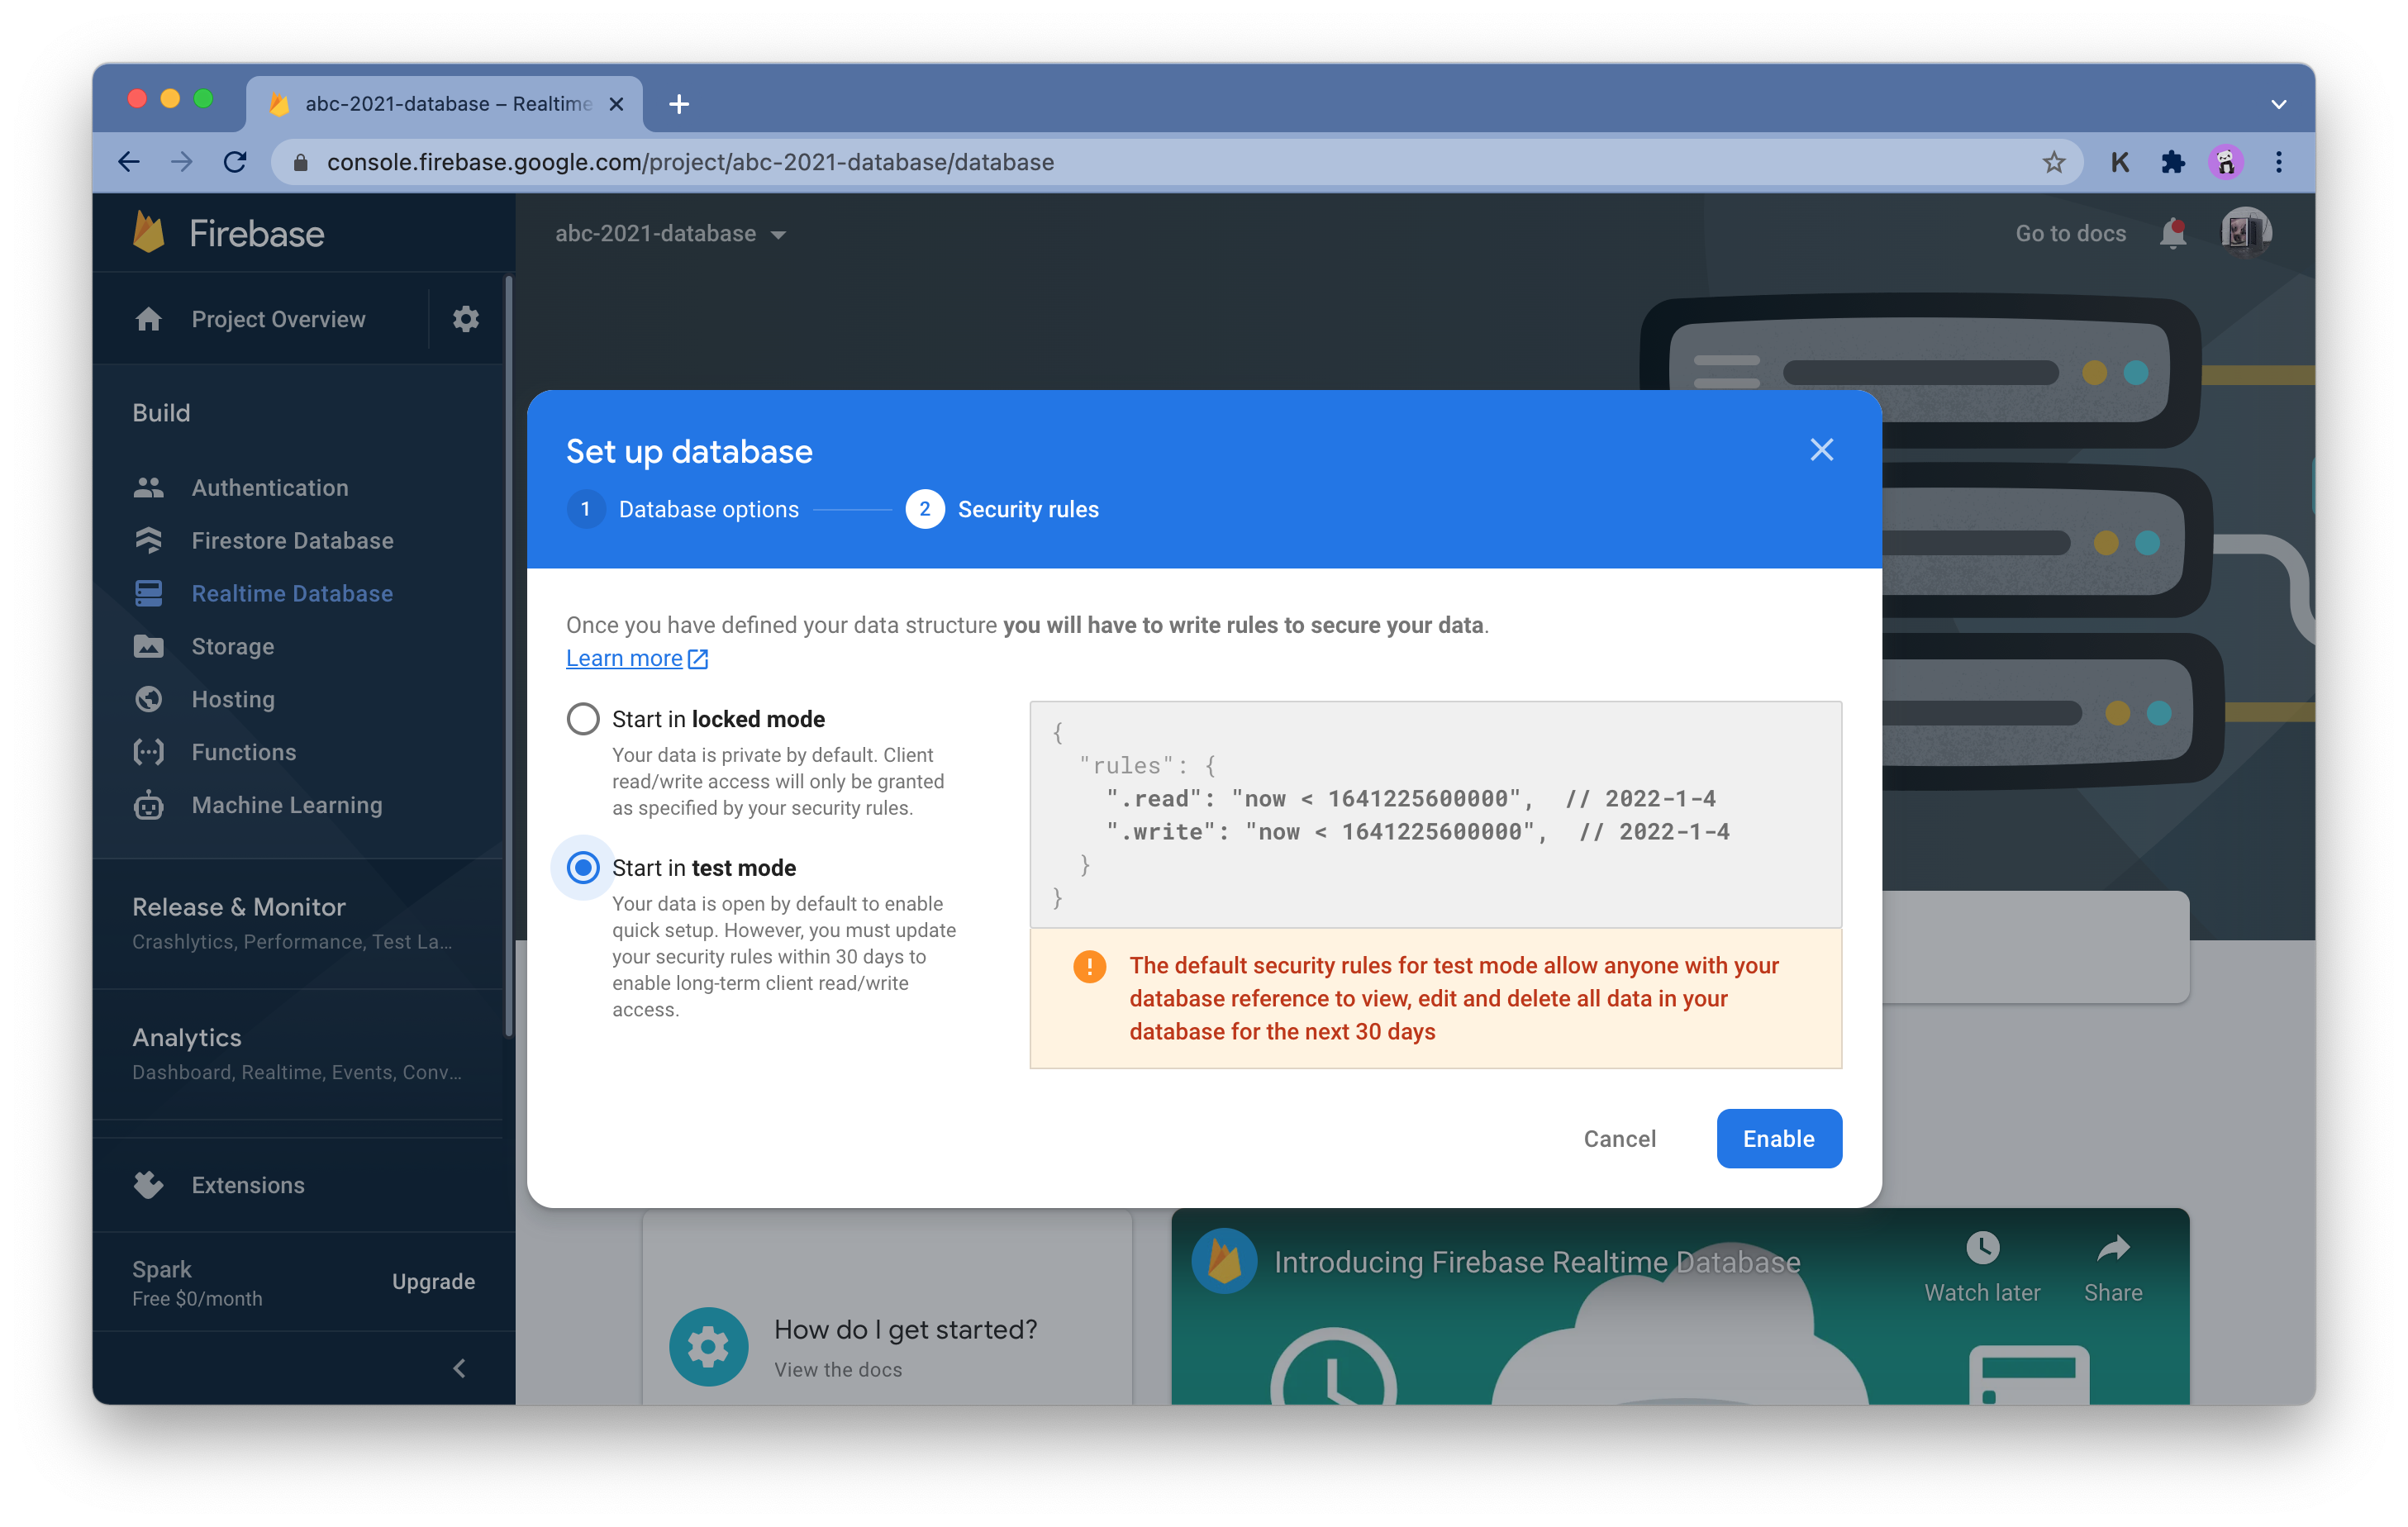 abc-2021-database – Realtime
console.firebase.google.com/project/abc-2021-database/database
K
Firebase
abc-2021-database
Go to docs
Project Overview
Build
Authentication
Firestore Database
Realtime Database
Storage
Hosting
Functions
Machine Learning
Release & Monitor
Crashlytics, Performance, Test La...
Analytics
Dashboard, Realtime, Events, Conv...
Extensions
Spark
Free $0/month
Upgrade
Set up database
1 Database options
2 Security rules
Once you have defined your data structure you will have to write rules to secure your data.
Learn more
Start in locked mode
Your data is private by default. Client
read/write access will only be granted
as specified by your security rules.
Start in test mode
Your data is open by default to enable
quick setup. However, you must update
your security rules within 30 days to
enable long-term client read/write
access.
{
"rules": {
".read": "now < 1641225600000", // 2022-1-4
".write": "now < 1641225600000", // 2022-1-4
}
}
The default security rules for test mode allow anyone with your
database reference to view, edit and delete all data in your
database for the next 30 days
Cancel
Enable
How do I get started?
View the docs
Introducing Firebase Realtime Database
Watch later
Share